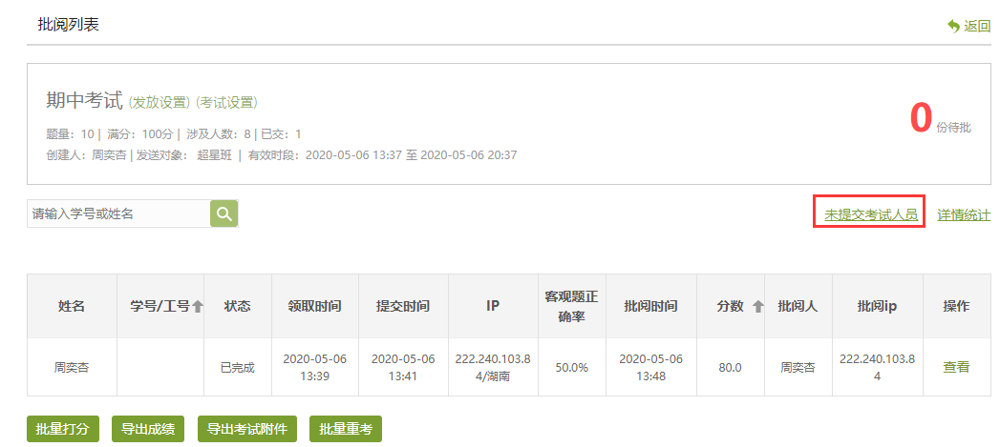 批阅列表
返回
期中考试 (发放设置) (考试设置)
题量：10 | 满分：100分 | 涉及人数：8 | 已交：1
创建人：周奕杏 | 发送对象： 超星班 | 有效时段：2020-05-06 13:37 至 2020-05-06 20:37
0 份待批
请输入学号或姓名
未提交考试人员 详情统计
姓名 学号/工号 状态 领取时间 提交时间 IP 客观题正确率 批阅时间 分数 批阅人 批阅ip 操作
周奕杏 已完成 2020-05-06 13:39 2020-05-06 13:41 222.240.103.84/湖南 50.0% 2020-05-06 13:48 80.0 周奕杏 222.240.103.84 查看
批量打分 导出成绩 导出考试附件 批量重考